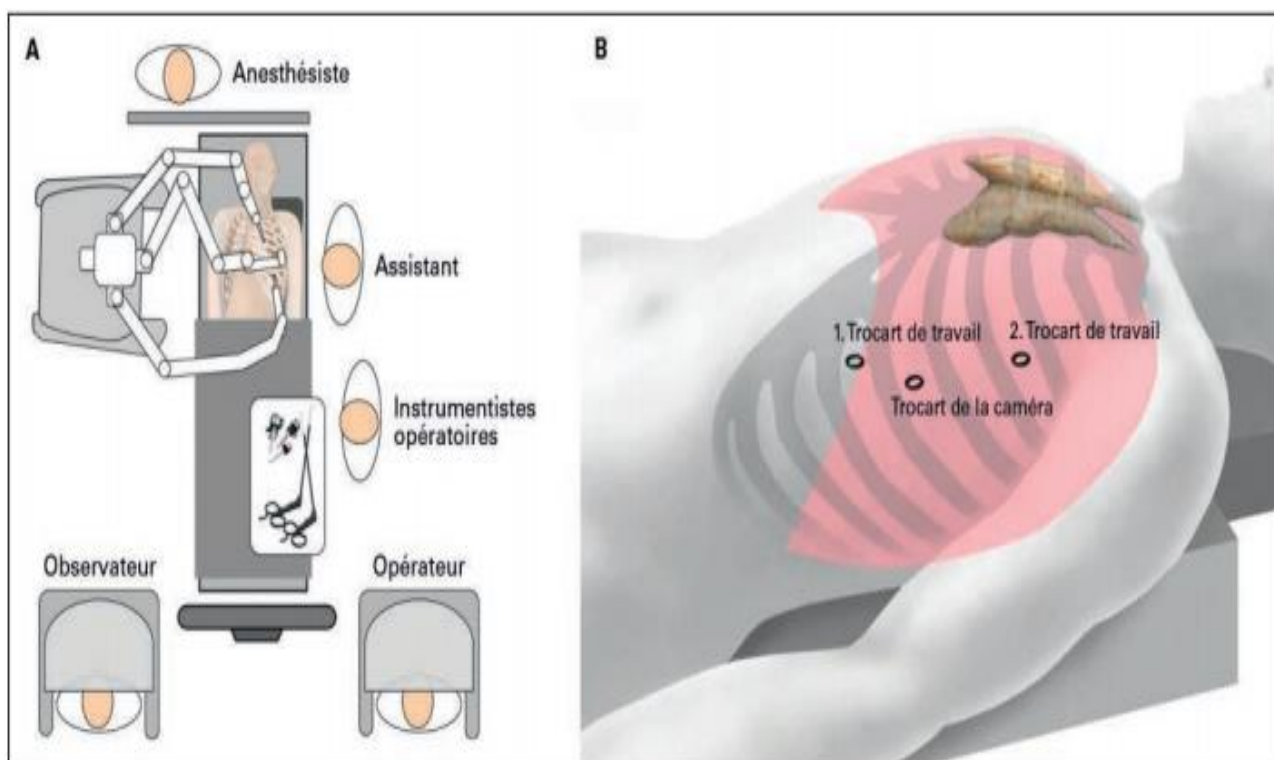 A
Anesthésiste
Assistant
Instrumentistes
opératoires
Observateur
Opérateur
B
1. Trocart de travail
2. Trocart de travail
Trocart de la caméra